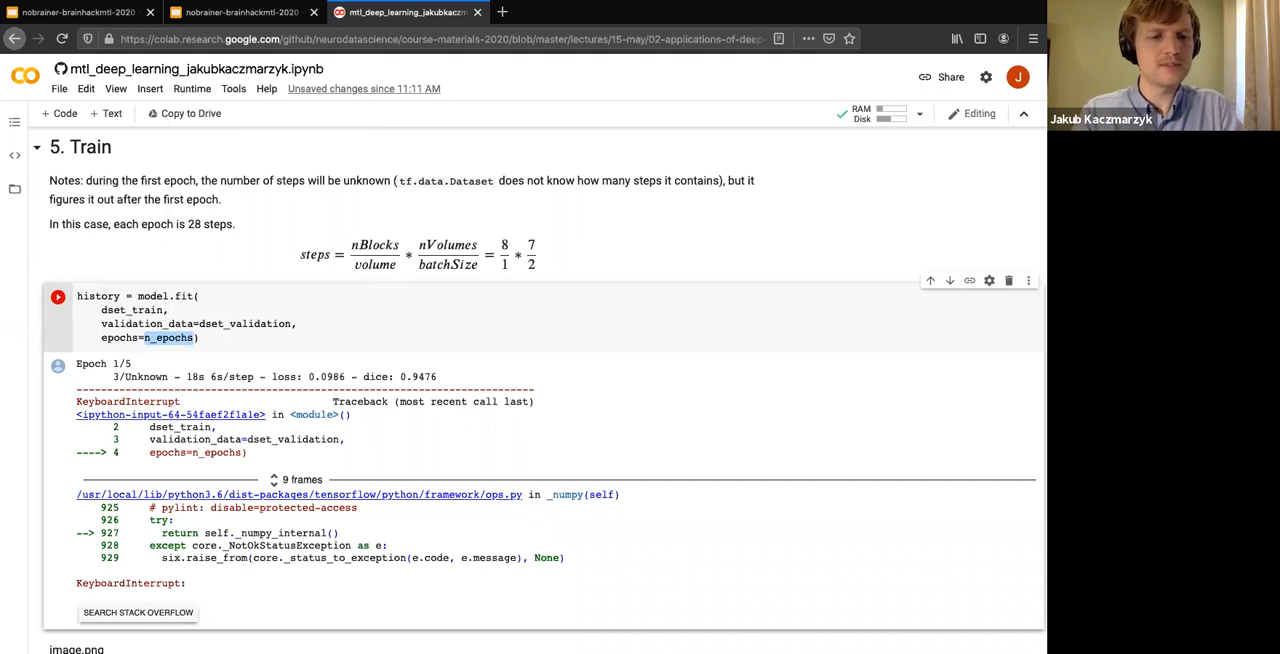 nobrainer-brainhackmtl-2020
nobrainer-brainhackmtl-2020
mtl_deep_learning_jakubkaczm
https://colab.research.google.com/github/neurodatascience/course-materials-2020/blob/master/lectures/15-may/02-applications-of-deep-
mtl_deep_learning_jakubkaczmarzyk.ipynb
File Edit View Insert Runtime Tools Help Unsaved changes since 11:11 AM
Share
J
+ Code + Text Copy to Drive
RAM
Disk
Editing
Jakub Kaczmarzyk
5. Train
Notes: during the first epoch, the number of steps will be unknown ( tf.data.Dataset does not know how many steps it contains), but it
figures it out after the first epoch.
In this case, each epoch is 28 steps.
steps = nBlocks/volume * nVolumes/batchSize = 8/1 * 7/2
history = model.fit(
dset_train,
validation_data=dset_validation,
epochs=n_epochs)
Epoch 1/5
3/Unknown - 18s 6s/step - loss: 0.0986 - dice: 0.9476
---------------------------------------------------------------------------
KeyboardInterrupt Traceback (most recent call last)
<ipython-input-64-54faef2f1a1e> in <module>()
2 dset_train,
3 validation_data=dset_validation,
----> 4 epochs=n_epochs)
9 frames
/usr/local/lib/python3.6/dist-packages/tensorflow/python/framework/ops.py in _numpy(self)
925 # pylint: disable=protected-access
926 try:
--> 927 return self._numpy_internal()
928 except core._NotOkStatusException as e:
929 six.raise_from(core._status_to_exception(e.code, e.message), None)
KeyboardInterrupt:
SEARCH STACK OVERFLOW
image.png